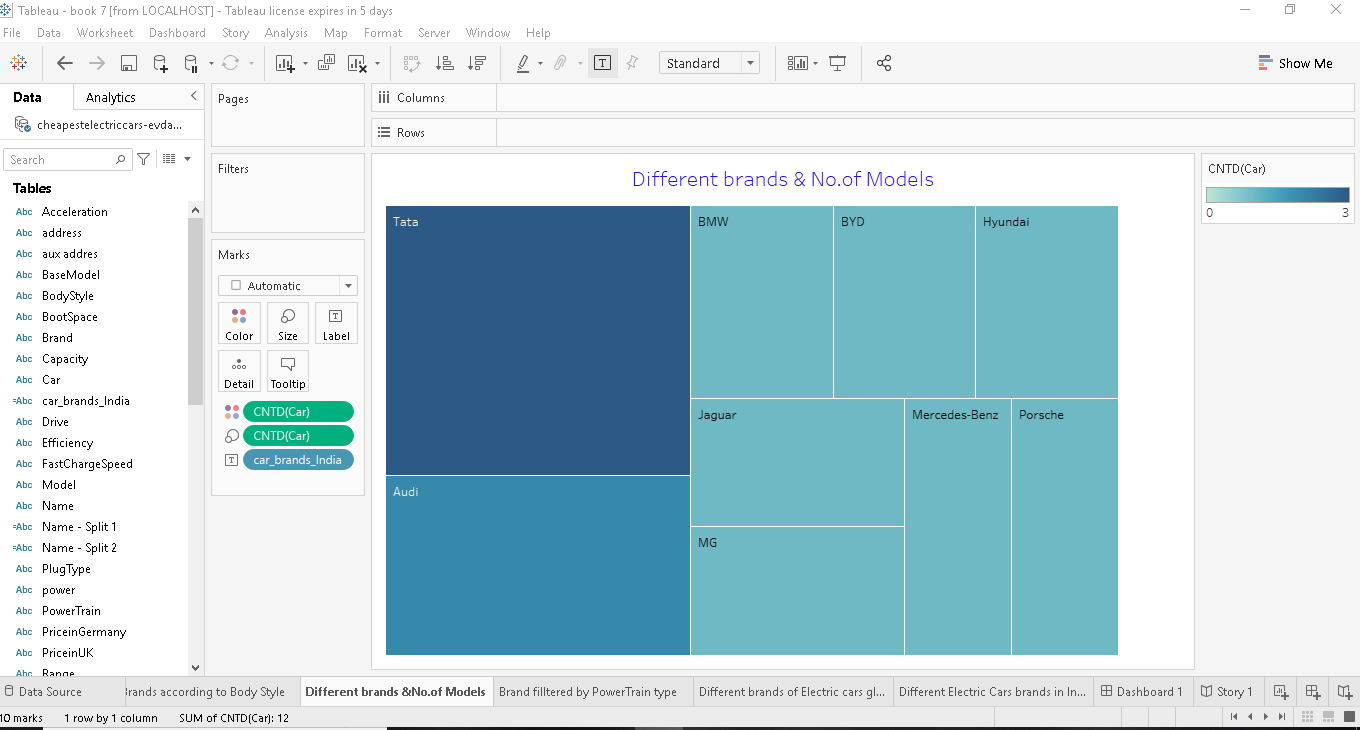 Tableau - book 7 [from LOCALHOST] - Tableau license expires in 5 days
File Data Worksheet Dashboard Story Analysis Map Format Server Window Help
Standard
Show Me
Data Analytics
cheapestelectriccars-evda...
Search
Tables
Abc Acceleration
Abc address
Abc aux addres
Abc BaseModel
Abc BodyStyle
Abc BootSpace
Abc Brand
Abc Capacity
Abc Car
=Abc car_brands_India
Abc Drive
Abc Efficiency
Abc FastChargeSpeed
Abc Model
Abc Name
=Abc Name - Split 1
=Abc Name - Split 2
Abc PlugType
Abc power
Abc PowerTrain
Abc PriceinGermany
Abc PriceinUK
Abc Range
Pages
Filters
Marks
Automatic
Color Size Label
Detail Tooltip
CNTD(Car)
CNTD(Car)
car_brands_India
Columns
Rows
Different brands & No.of Models
Tata
BMW
BYD
Hyundai
Audi
Jaguar
Mercedes-Benz
Porsche
MG
CNTD(Car)
0 3
Data Source
Brands according to Body Style
Different brands &No.of Models
Brand filltered by PowerTrain type
Different brands of Electric cars gl...
Different Electric Cars brands in In...
Dashboard 1
Story 1
10 marks 1 row by 1 column SUM of CNTD(Car): 12